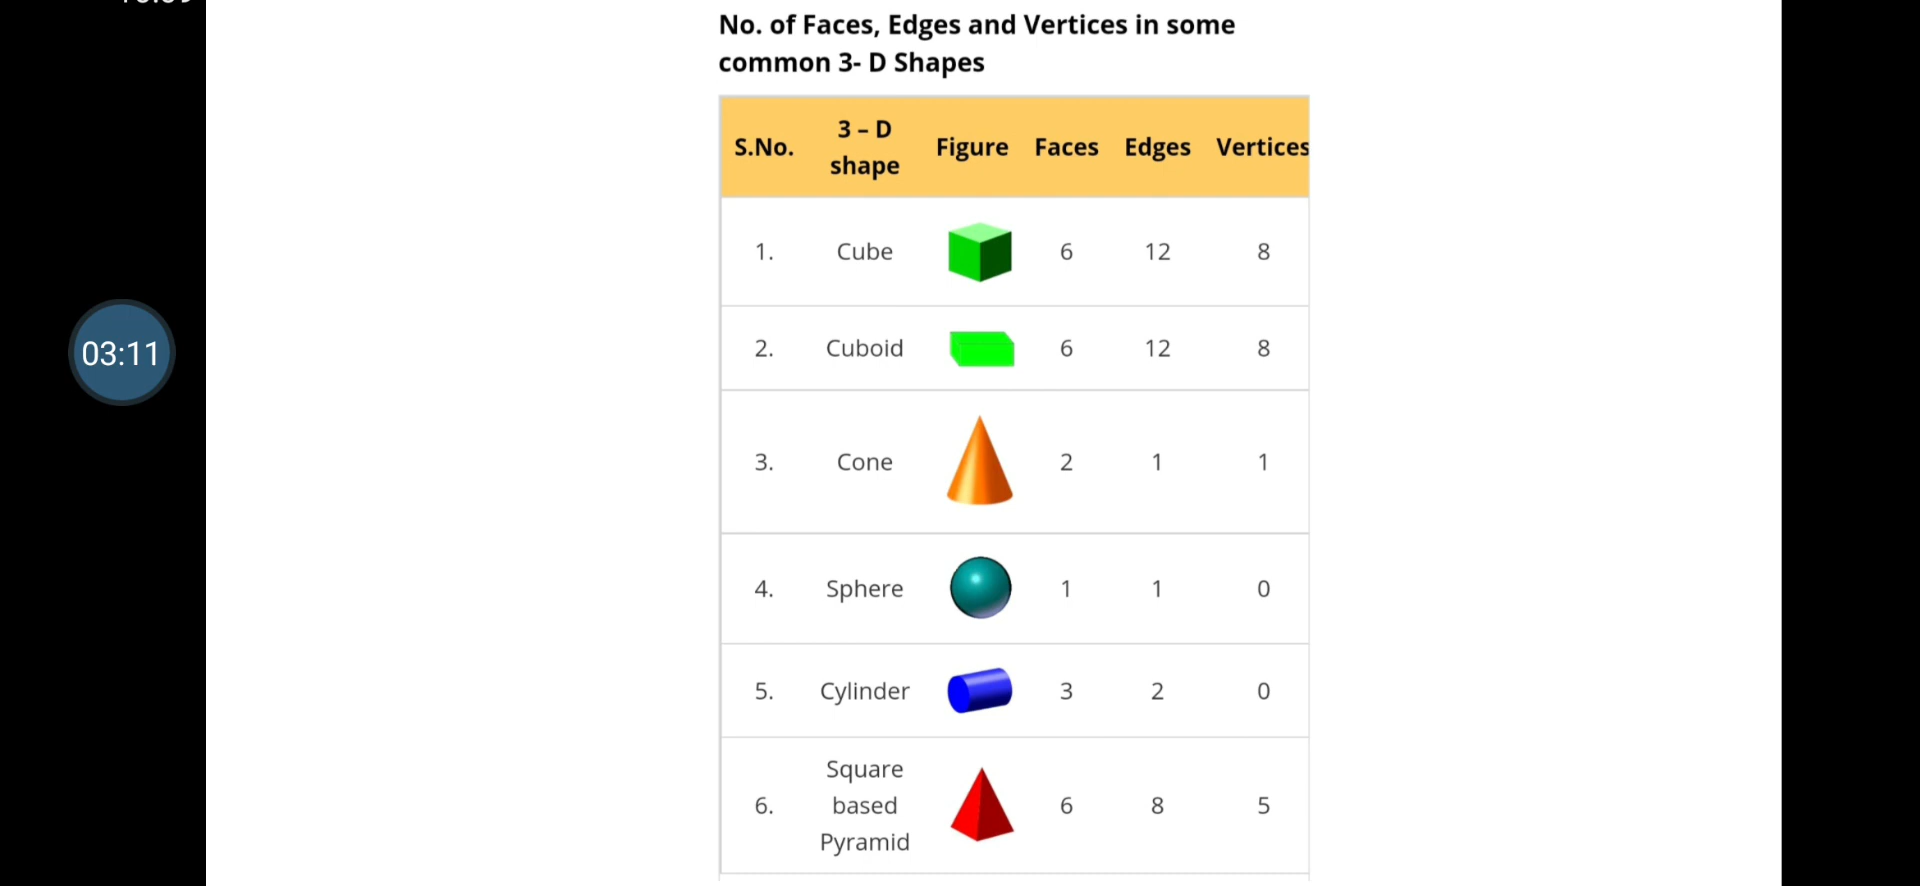 No. of Faces, Edges and Vertices in some
common 3- D Shapes
S.No. 3 – D shape Figure Faces Edges Vertices
1. Cube 6 12 8
2. Cuboid 6 12 8
03:11
3. Cone 2 1 1
4. Sphere 1 1 0
5. Cylinder 3 2 0
6. Square based Pyramid 6 8 5